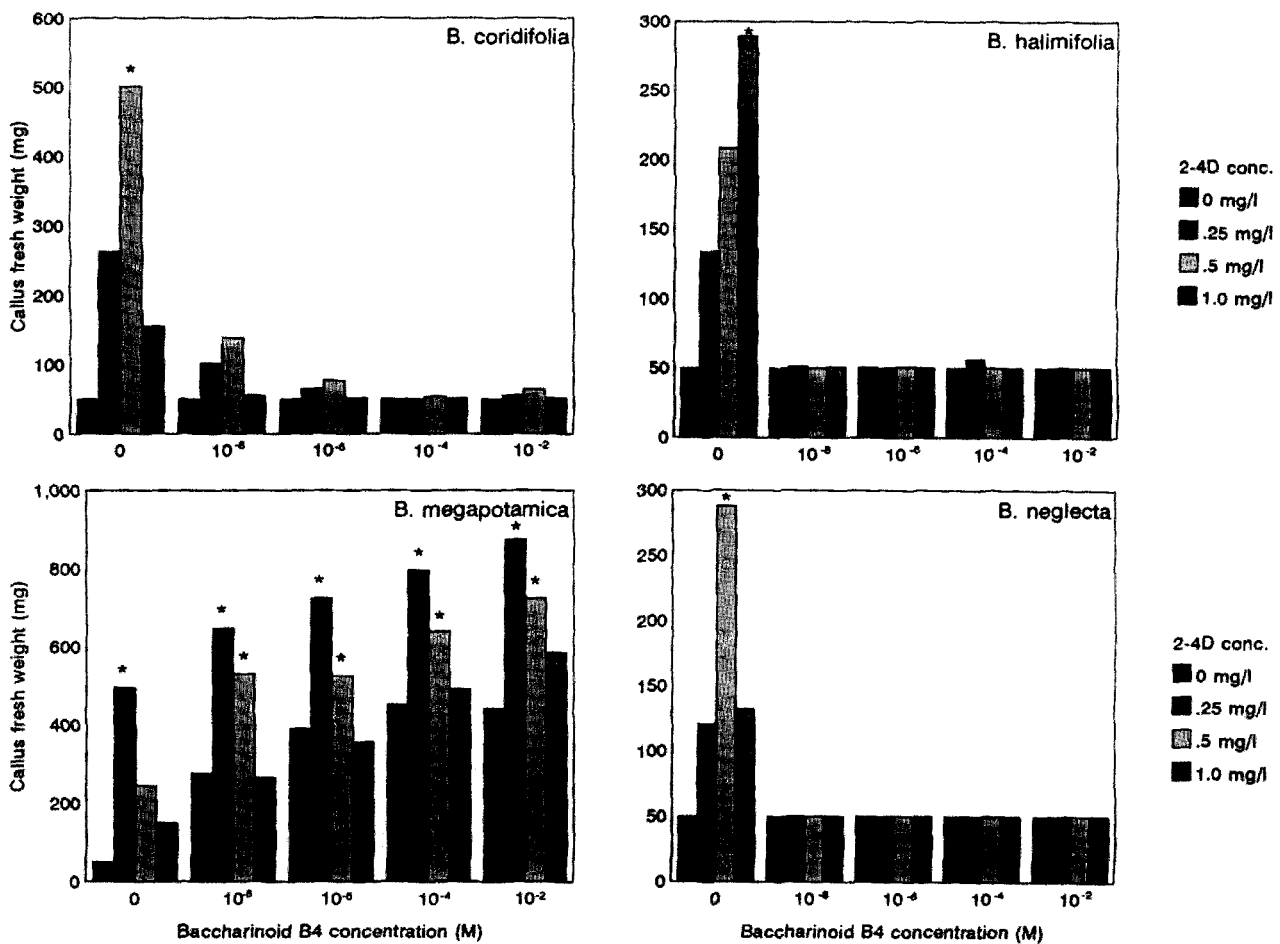 B. coridifolia
Callus fresh weight (mg)
600
500
400
300
200
100
0
*
0 10⁻⁸ 10⁻⁶ 10⁻⁴ 10⁻²
B. halimifolia
300
250
200
150
100
50
0
*
0 10⁻⁸ 10⁻⁶ 10⁻⁴ 10⁻²
2-4D conc.
0 mg/l
.25 mg/l
.5 mg/l
1.0 mg/l
B. megapotamica
Callus fresh weight (mg)
1,000
800
600
400
200
0
* * * * * * * * *
0 10⁻⁸ 10⁻⁶ 10⁻⁴ 10⁻²
Baccharinoid B4 concentration (M)
B. neglecta
300
250
200
150
100
50
0
*
0 10⁻⁸ 10⁻⁶ 10⁻⁴ 10⁻²
Baccharinoid B4 concentration (M)
2-4D conc.
0 mg/l
.25 mg/l
.5 mg/l
1.0 mg/l